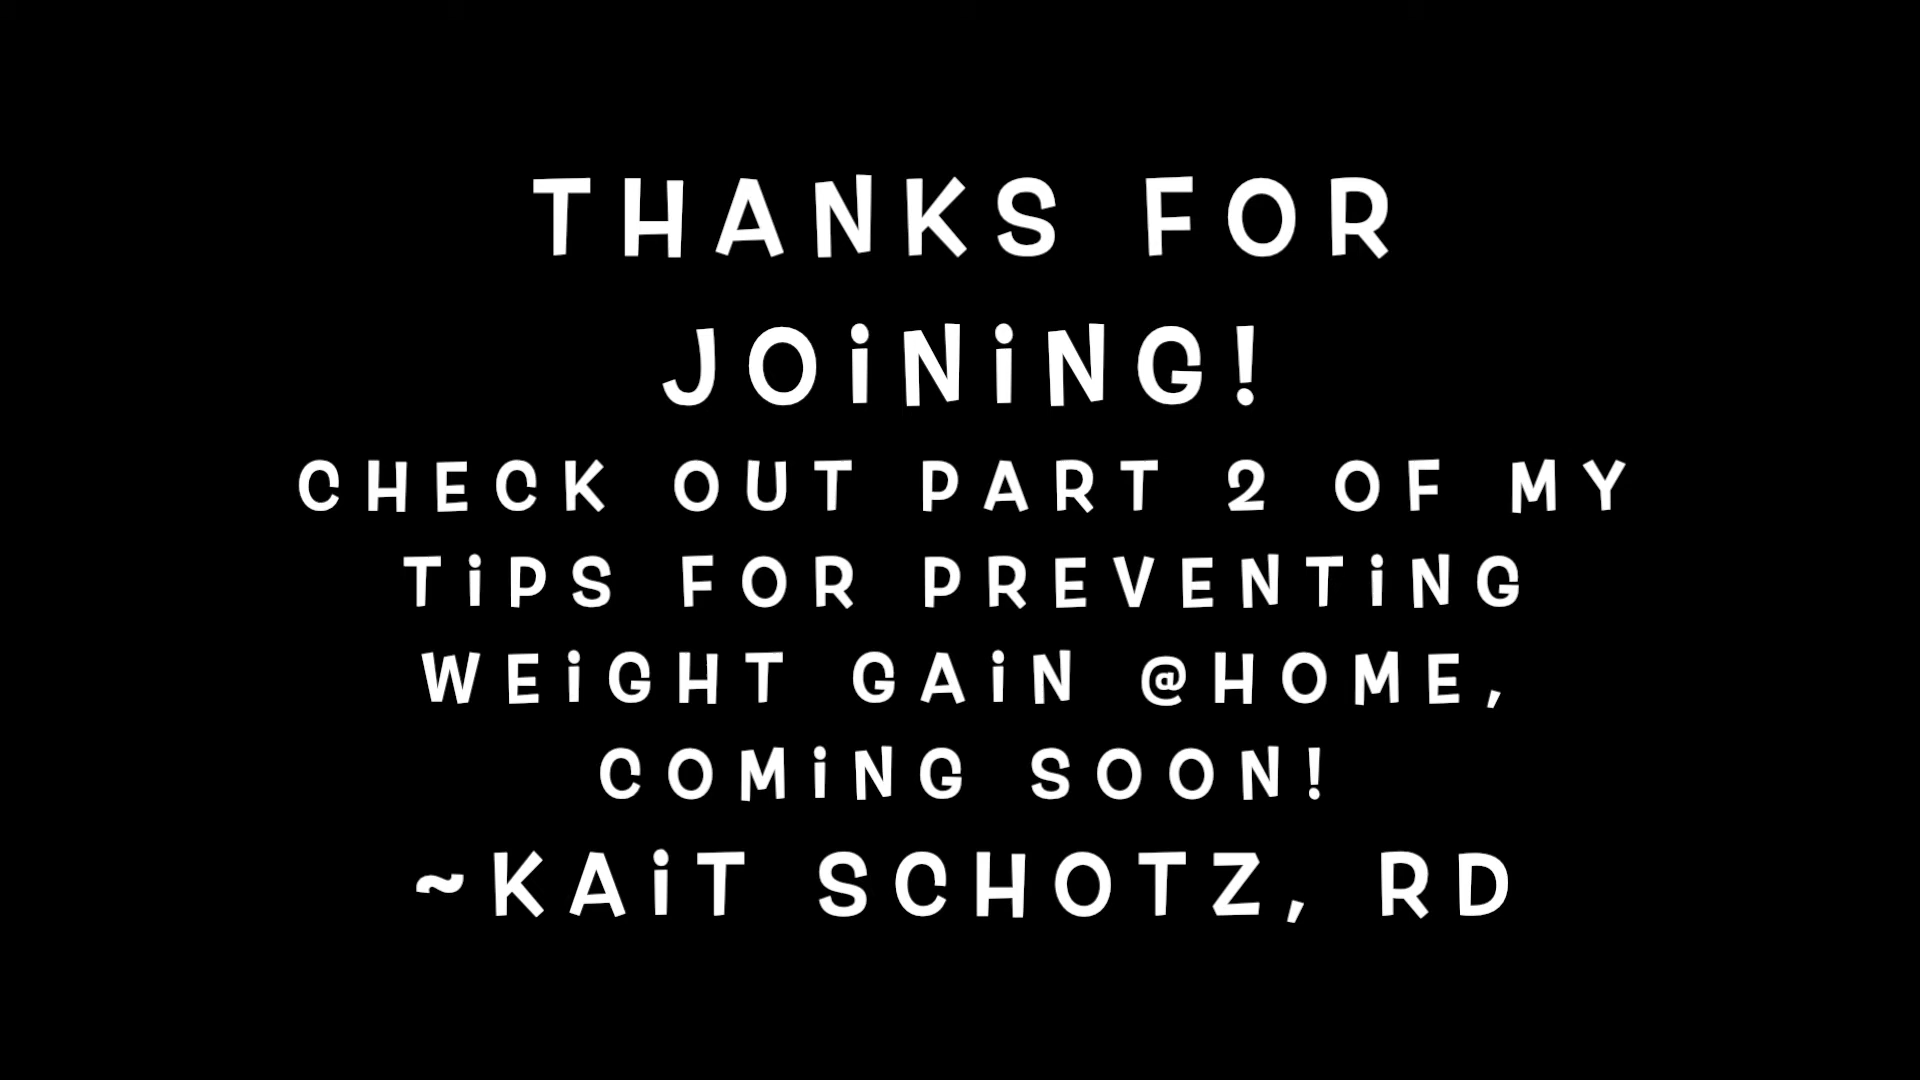 THANKS FOR
JOiNiNG!
CHECK OUT PART 2 OF MY
TiPS FOR PREVENTiNG
WEiGHT GAiN @HOME,
COMiNG SOON!
~KAiT SCHOTZ, RD